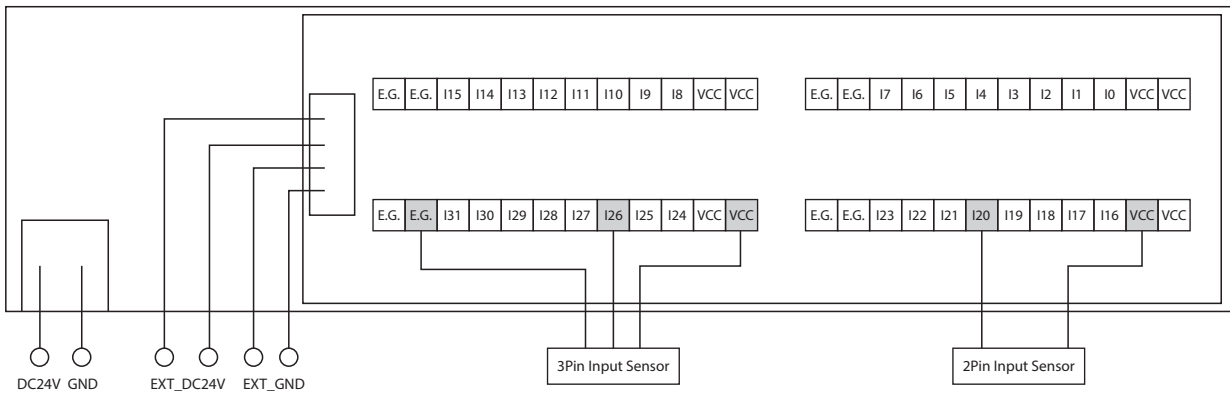 E.G. E.G. I15 I14 I13 I12 I11 I10 I9 I8 VCC VCC
E.G. E.G. I7 I6 I5 I4 I3 I2 I1 I0 VCC VCC
E.G. E.G. I31 I30 I29 I28 I27 I26 I25 I24 VCC VCC
E.G. E.G. I23 I22 I21 I20 I19 I18 I17 I16 VCC VCC
3Pin Input Sensor
2Pin Input Sensor
DC24V GND EXT_DC24V EXT_GND